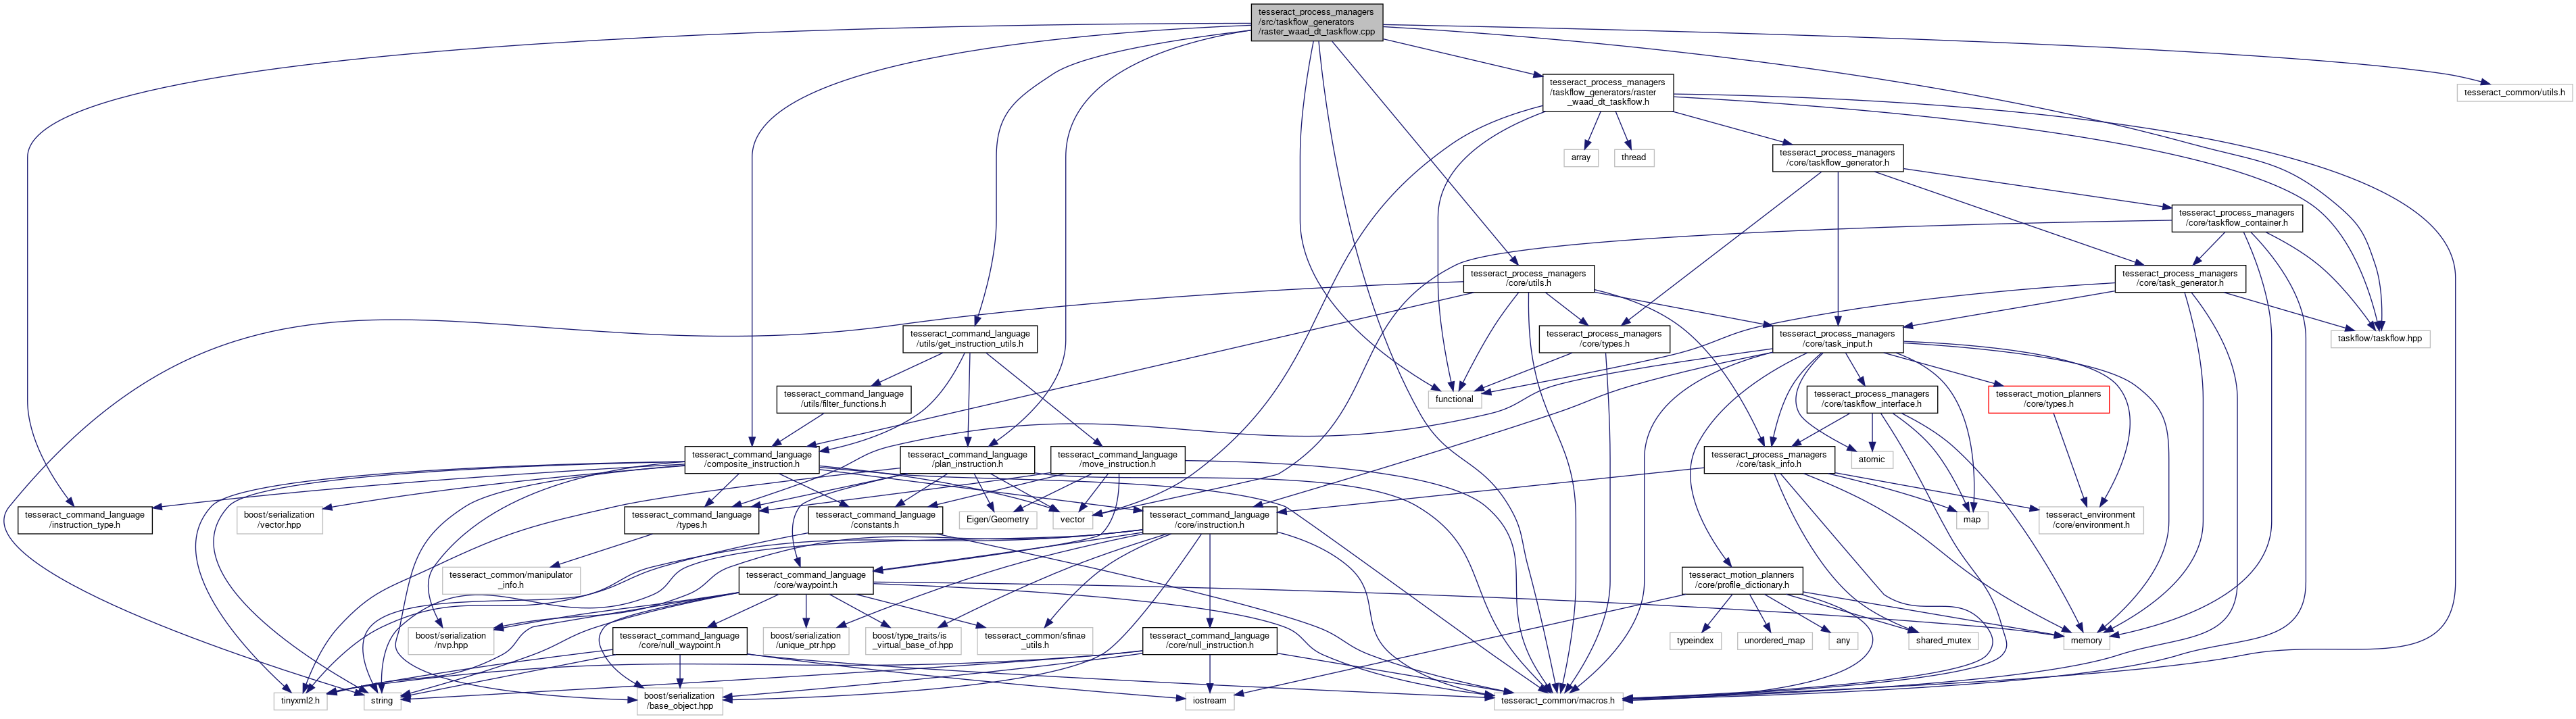 tesseract_process_managers
/src/taskflow_generators
/raster_waad_dt_taskflow.cpp
tesseract_process_managers
/taskflow_generators/raster
_waad_dt_taskflow.h
tesseract_common/utils.h
array
thread
tesseract_process_managers
/core/taskflow_generator.h
tesseract_process_managers
/core/taskflow_container.h
tesseract_process_managers
/core/utils.h
tesseract_process_managers
/core/task_generator.h
tesseract_command_language
/utils/get_instruction_utils.h
tesseract_process_managers
/core/types.h
tesseract_process_managers
/core/task_input.h
taskflow/taskflow.hpp
tesseract_command_language
/utils/filter_functions.h
functional
tesseract_process_managers
/core/taskflow_interface.h
tesseract_motion_planners
/core/types.h
tesseract_command_language
/composite_instruction.h
tesseract_command_language
/plan_instruction.h
tesseract_command_language
/move_instruction.h
tesseract_process_managers
/core/task_info.h
atomic
tesseract_command_language
/instruction_type.h
boost/serialization
/vector.hpp
tesseract_command_language
/types.h
tesseract_command_language
/constants.h
Eigen/Geometry
vector
tesseract_command_language
/core/instruction.h
map
tesseract_environment
/core/environment.h
tesseract_common/manipulator
_info.h
tesseract_command_language
/core/waypoint.h
tesseract_motion_planners
/core/profile_dictionary.h
boost/serialization
/nvp.hpp
tesseract_command_language
/core/null_waypoint.h
boost/serialization
/unique_ptr.hpp
boost/type_traits/is
_virtual_base_of.hpp
tesseract_common/sfinae
_utils.h
tesseract_command_language
/core/null_instruction.h
typeindex
unordered_map
any
shared_mutex
memory
tinyxml2.h
string
boost/serialization
/base_object.hpp
iostream
tesseract_common/macros.h